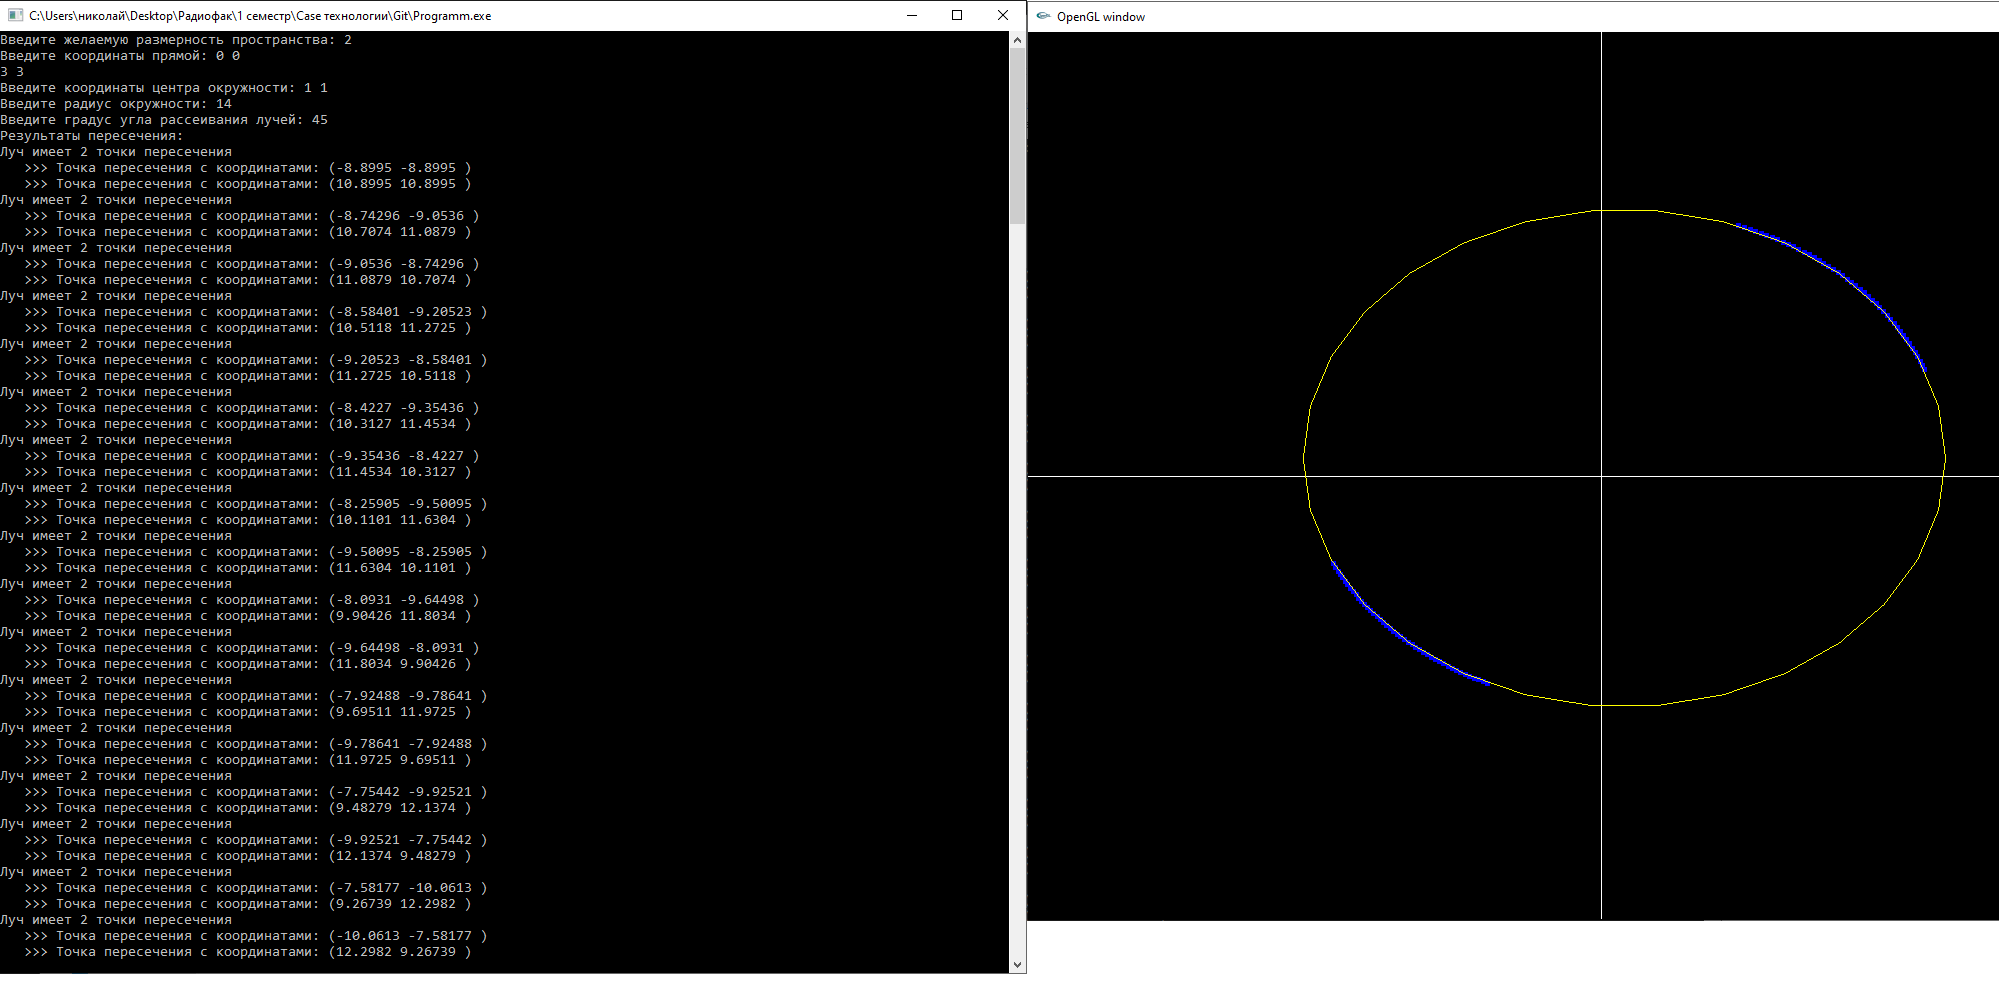 C:\Users\николай\Desktop\Радиофак\1 семестр\Case технологии\Git\Programm.exe
Введите желаемую размерность пространства: 2
Введите координаты прямой: 0 0
3 3
Введите координаты центра окружности: 1 1
Введите радиус окружности: 14
Введите градус угла рассеивания лучей: 45
Результаты пересечения:
Луч имеет 2 точки пересечения
>>> Точка пересечения с координатами: (-8.8995 -8.8995 )
>>> Точка пересечения с координатами: (10.8995 10.8995 )
Луч имеет 2 точки пересечения
>>> Точка пересечения с координатами: (-8.74296 -9.0536 )
>>> Точка пересечения с координатами: (10.7074 11.0879 )
Луч имеет 2 точки пересечения
>>> Точка пересечения с координатами: (-9.0536 -8.74296 )
>>> Точка пересечения с координатами: (11.0879 10.7074 )
Луч имеет 2 точки пересечения
>>> Точка пересечения с координатами: (-8.58401 -9.20523 )
>>> Точка пересечения с координатами: (10.5118 11.2725 )
Луч имеет 2 точки пересечения
>>> Точка пересечения с координатами: (-9.20523 -8.58401 )
>>> Точка пересечения с координатами: (11.2725 10.5118 )
Луч имеет 2 точки пересечения
>>> Точка пересечения с координатами: (-8.4227 -9.35436 )
>>> Точка пересечения с координатами: (10.3127 11.4534 )
Луч имеет 2 точки пересечения
>>> Точка пересечения с координатами: (-9.35436 -8.4227 )
>>> Точка пересечения с координатами: (11.4534 10.3127 )
Луч имеет 2 точки пересечения
>>> Точка пересечения с координатами: (-8.25905 -9.50095 )
>>> Точка пересечения с координатами: (10.1101 11.6304 )
Луч имеет 2 точки пересечения
>>> Точка пересечения с координатами: (-9.50095 -8.25905 )
>>> Точка пересечения с координатами: (11.6304 10.1101 )
Луч имеет 2 точки пересечения
>>> Точка пересечения с координатами: (-8.0931 -9.64498 )
>>> Точка пересечения с координатами: (9.90426 11.8034 )
Луч имеет 2 точки пересечения
>>> Точка пересечения с координатами: (-9.64498 -8.0931 )
>>> Точка пересечения с координатами: (11.8034 9.90426 )
Луч имеет 2 точки пересечения
>>> Точка пересечения с координатами: (-7.92488 -9.78641 )
>>> Точка пересечения с координатами: (9.69511 11.9725 )
Луч имеет 2 точки пересечения
>>> Точка пересечения с координатами: (-9.78641 -7.92488 )
>>> Точка пересечения с координатами: (11.9725 9.69511 )
Луч имеет 2 точки пересечения
>>> Точка пересечения с координатами: (-7.75442 -9.92521 )
>>> Точка пересечения с координатами: (9.48279 12.1374 )
Луч имеет 2 точки пересечения
>>> Точка пересечения с координатами: (-9.92521 -7.75442 )
>>> Точка пересечения с координатами: (12.1374 9.48279 )
Луч имеет 2 точки пересечения
>>> Точка пересечения с координатами: (-7.58177 -10.0613 )
>>> Точка пересечения с координатами: (9.26739 12.2982 )
Луч имеет 2 точки пересечения
>>> Точка пересечения с координатами: (-10.0613 -7.58177 )
>>> Точка пересечения с координатами: (12.2982 9.26739 )
OpenGL window